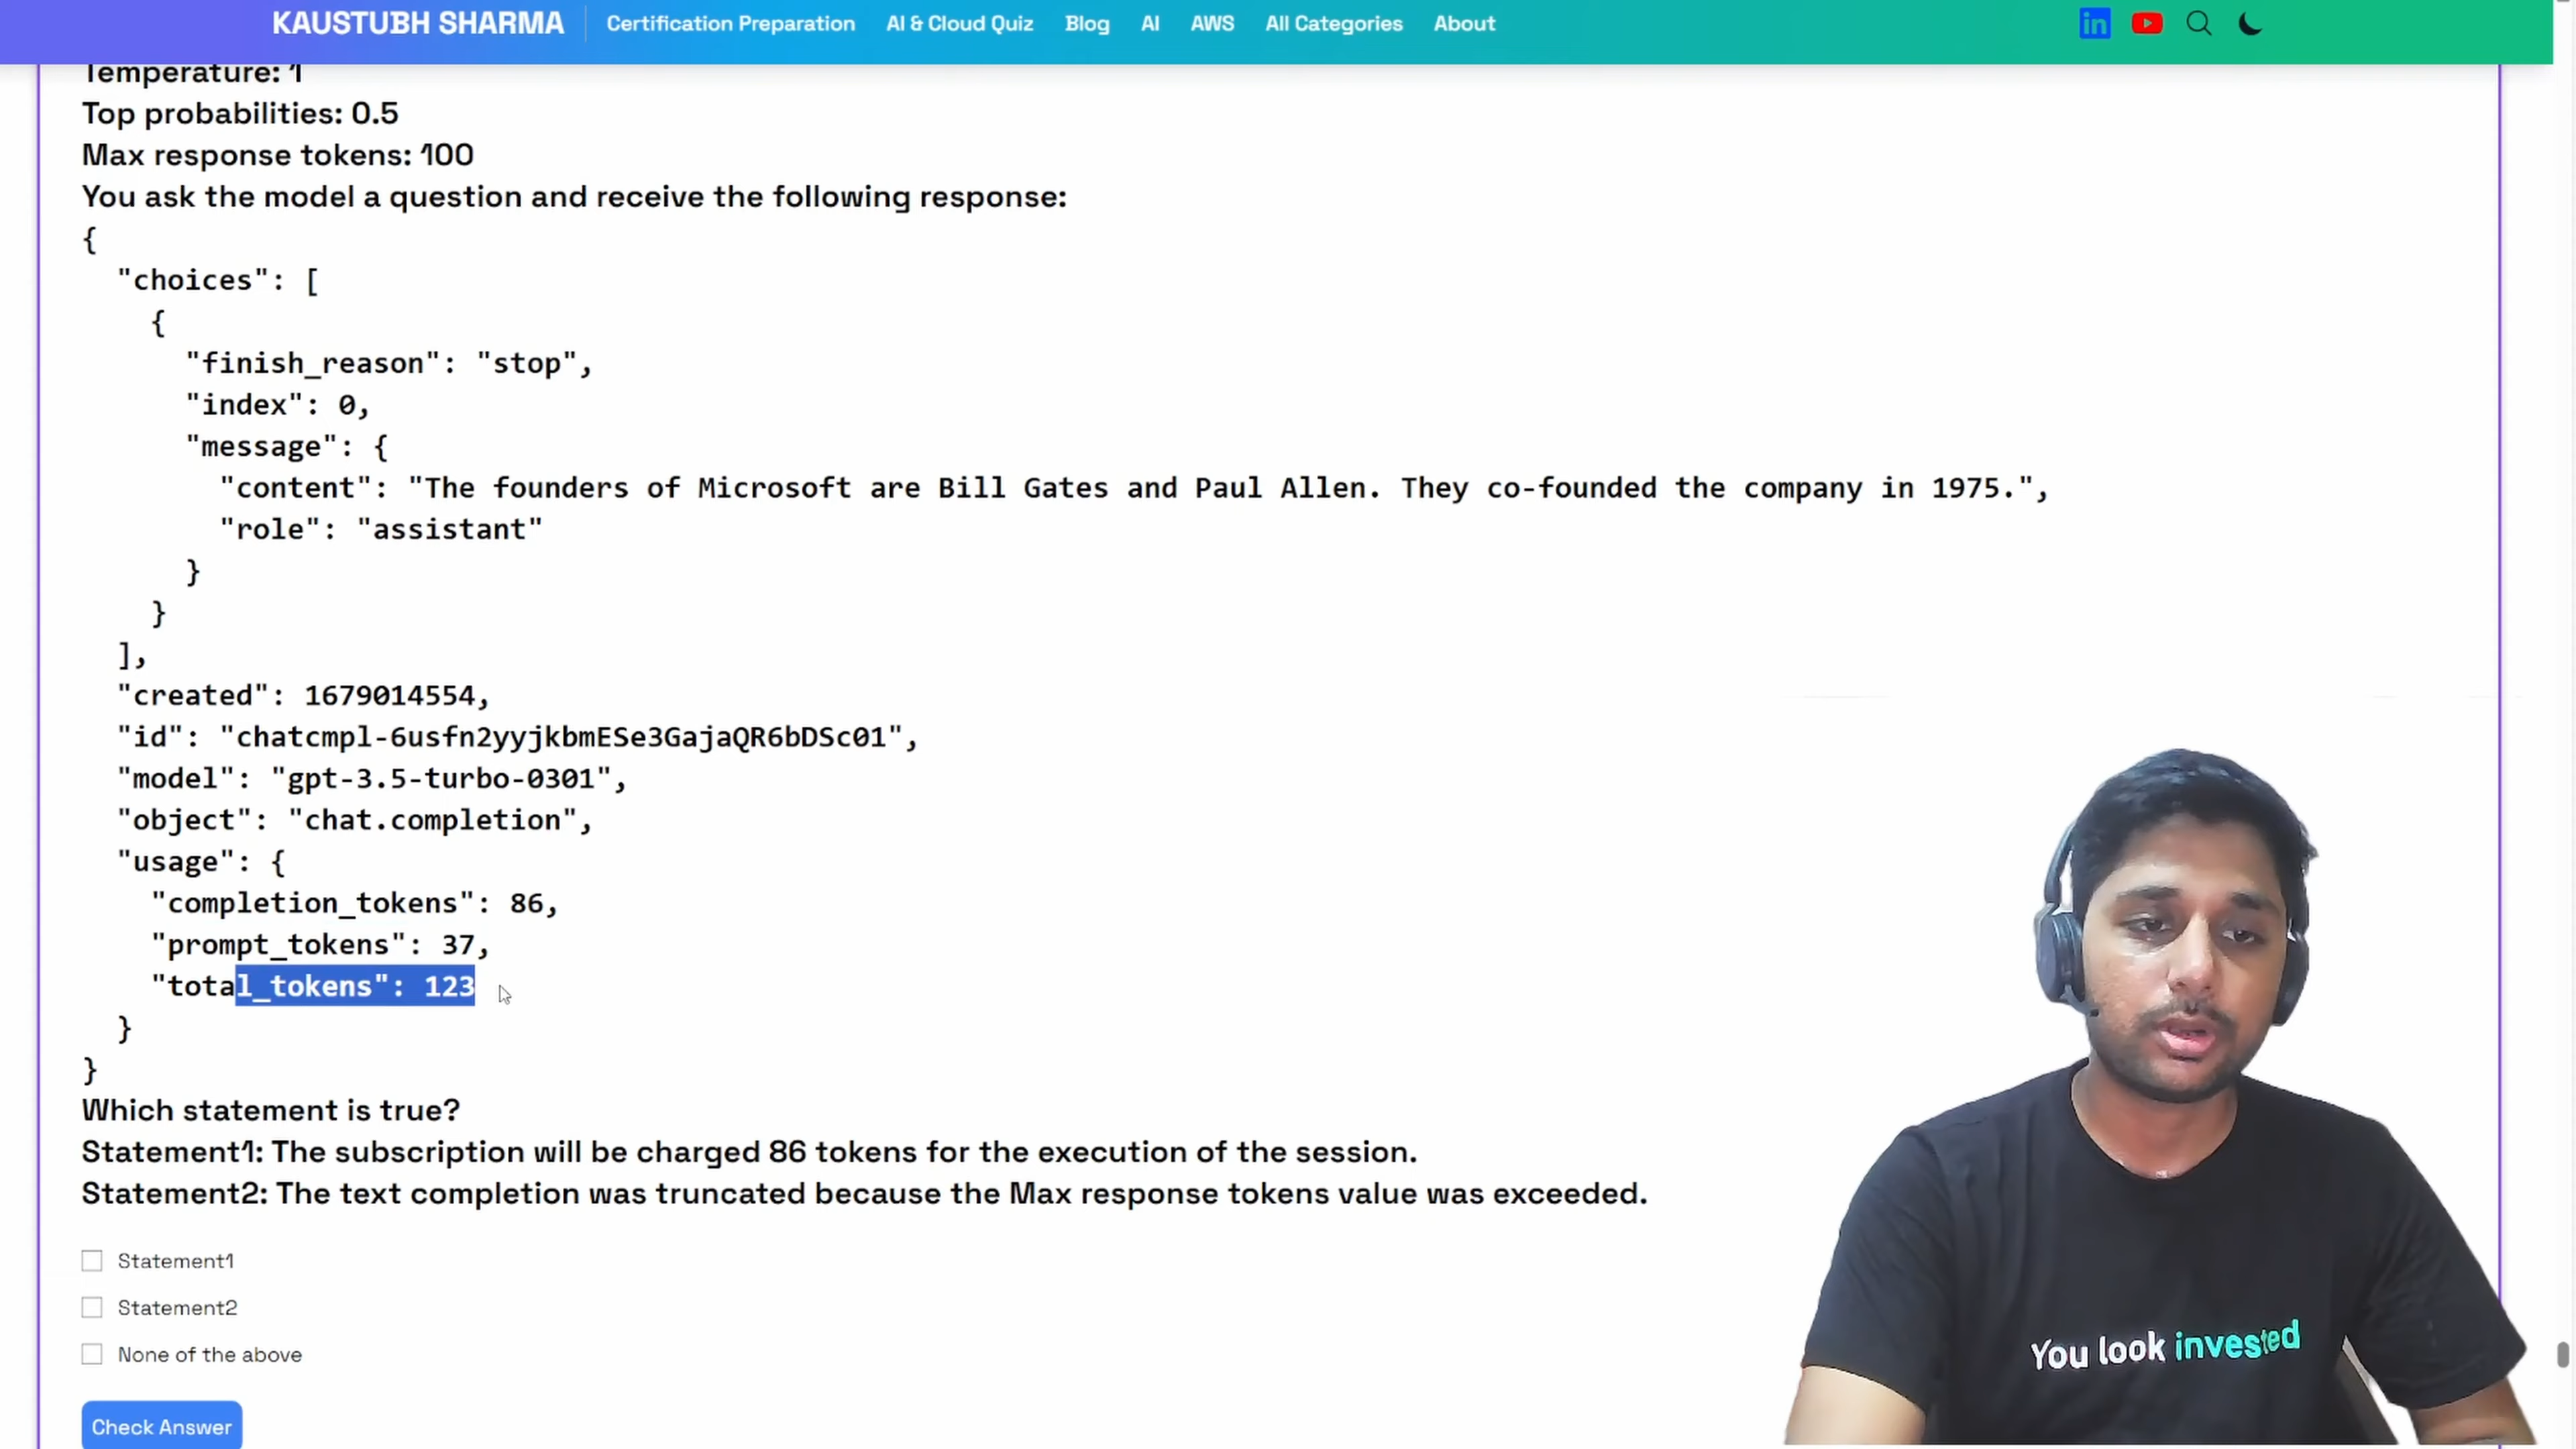 KAUSTUBH SHARMA Certification Preparation AI & Cloud Quiz Blog AI AWS All Categories About
Temperature: 1
Top probabilities: 0.5
Max response tokens: 100
You ask the model a question and receive the following response:
{
"choices": [
{
"finish_reason": "stop",
"index": 0,
"message": {
"content": "The founders of Microsoft are Bill Gates and Paul Allen. They co-founded the company in 1975.",
"role": "assistant"
}
}
],
"created": 1679014554,
"id": "chatcmpl-6usfn2yyjkbmESe3GajaQR6bDSc01",
"model": "gpt-3.5-turbo-0301",
"object": "chat.completion",
"usage": {
"completion_tokens": 86,
"prompt_tokens": 37,
"total_tokens": 123
}
}
Which statement is true?
Statement1: The subscription will be charged 86 tokens for the execution of the session.
Statement2: The text completion was truncated because the Max response tokens value was exceeded.
Statement1
Statement2
None of the above
Check Answer
You look invested
in